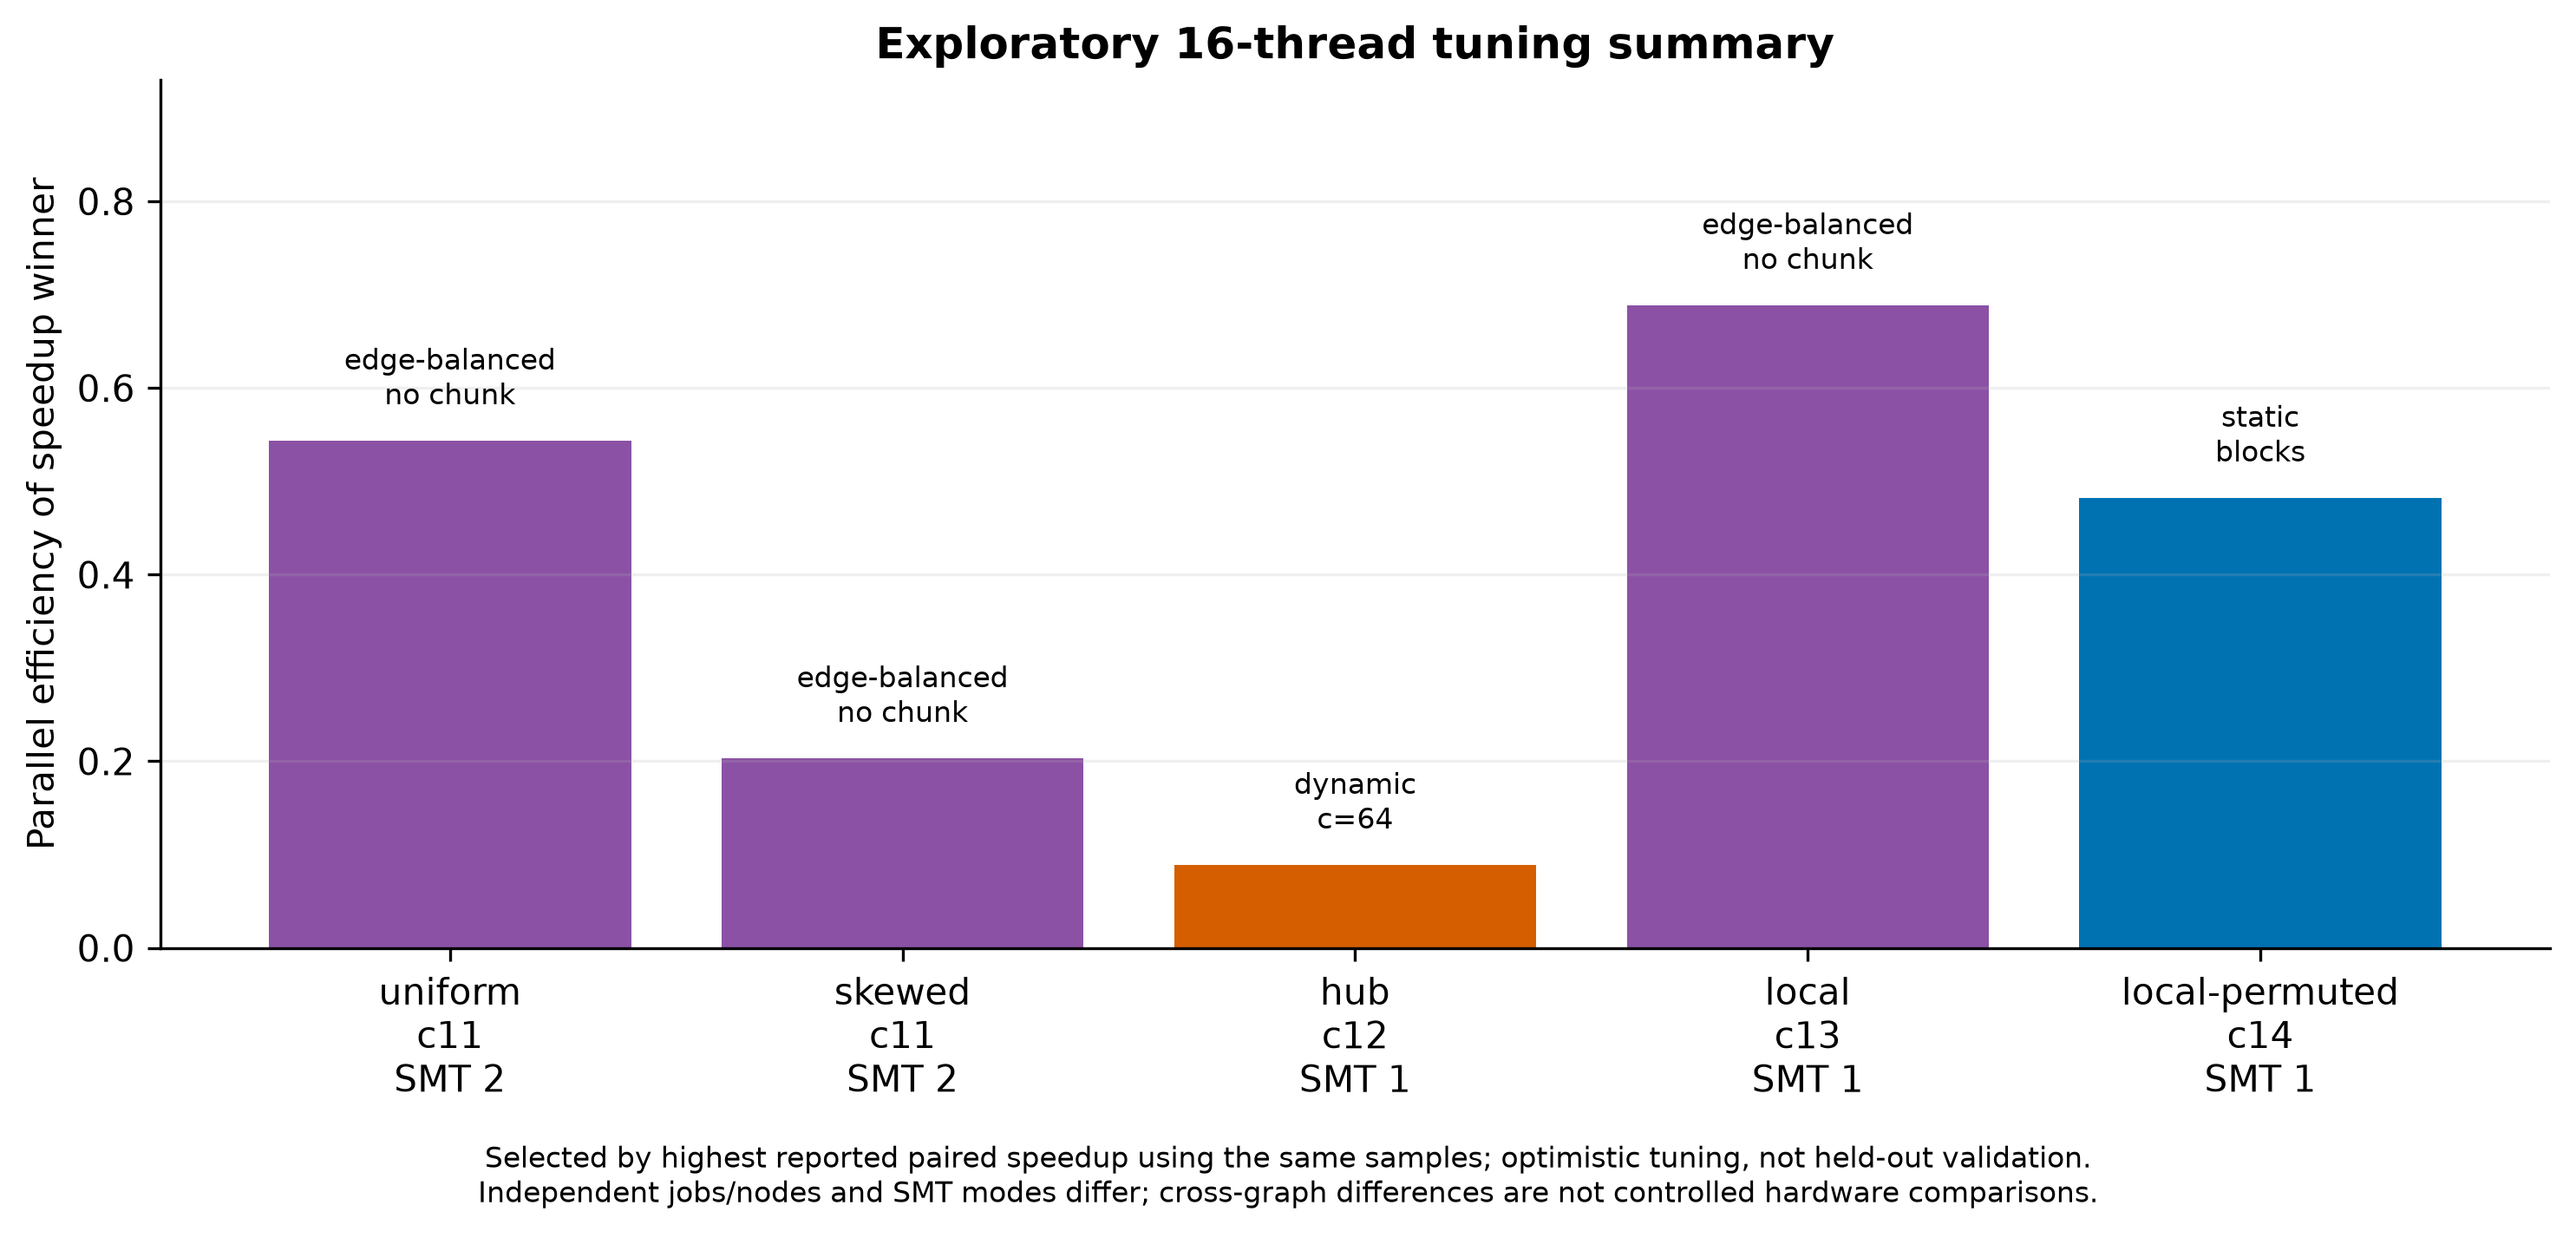 Exploratory 16-thread tuning summary
Parallel efficiency of speedup winner
0.8
0.6
0.4
0.2
0.0
edge-balanced
no chunk
edge-balanced
no chunk
dynamic
c=64
edge-balanced
no chunk
static
blocks
uniform
c11
SMT 2
skewed
c11
SMT 2
hub
c12
SMT 1
local
c13
SMT 1
local-permuted
c14
SMT 1
Selected by highest reported paired speedup using the same samples; optimistic tuning, not held-out validation.
Independent jobs/nodes and SMT modes differ; cross-graph differences are not controlled hardware comparisons.